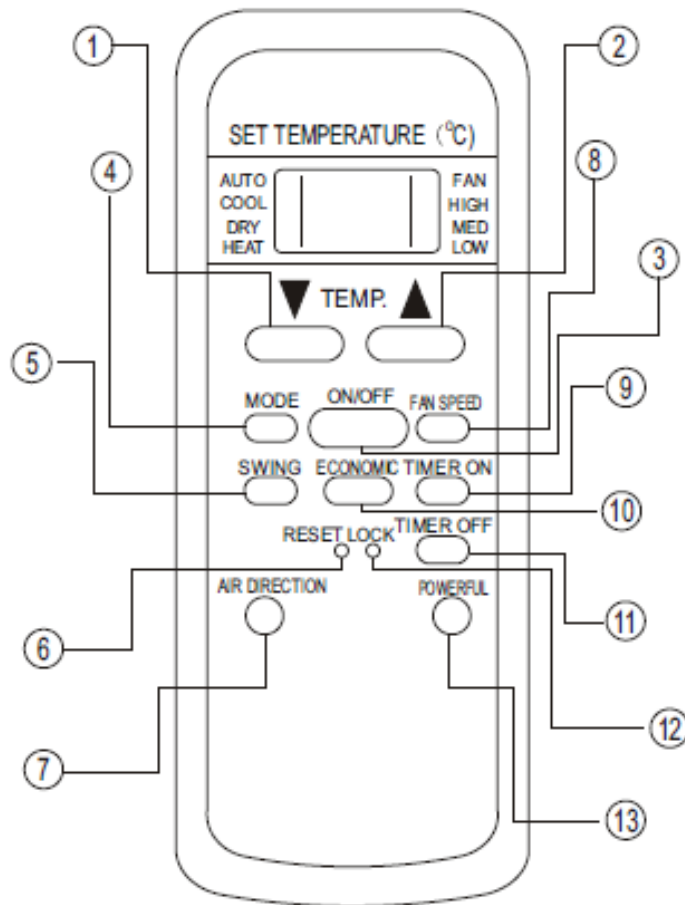 ① ②
SET TEMPERATURE (°C)
④ ⑧
AUTO FAN
COOL HIGH
DRY MED
HEAT LOW
③
▼ TEMP. ▲
⑤ ⑨
MODE ON/OFF FAN SPEED
SWING ECONOMIC TIMER ON
⑩
RESET LOCK TIMER OFF
⑥ ⑪
AIR DIRECTION POWERFUL
⑫
⑦ ⑬